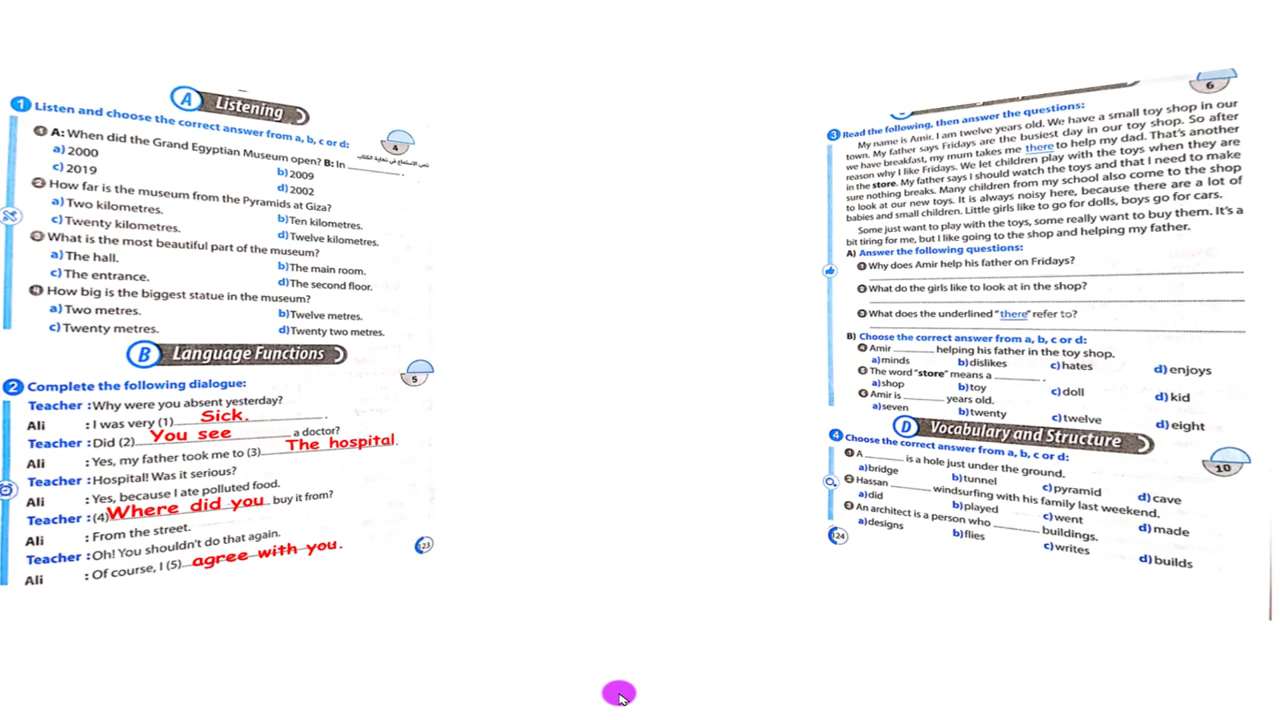 A Listening
1 Listen and choose the correct answer from a, b, c or d:
4
نص الاستماع في نهاية الكتاب
1 A: When did the Grand Egyptian Museum open? B: In ________.
a) 2000 b) 2009
c) 2019 d) 2002
2 How far is the museum from the Pyramids at Giza?
a) Two kilometres. b) Ten kilometres.
c) Twenty kilometres. d) Twelve kilometres.
3 What is the most beautiful part of the museum?
a) The hall. b) The main room.
c) The entrance. d) The second floor.
4 How big is the biggest statue in the museum?
a) Two metres. b) Twelve metres.
c) Twenty metres. d) Twenty two metres.
B Language Functions
5
2 Complete the following dialogue:
Teacher : Why were you absent yesterday?
Ali : I was very (1) Sick.
Teacher : Did (2) You see a doctor?
Ali : Yes, my father took me to (3) The hospital.
Teacher : Hospital! Was it serious?
Ali : Yes, because I ate polluted food.
Teacher : (4) Where did you buy it from?
Ali : From the street.
Teacher : Oh! You shouldn't do that again.
Ali : Of course, I (5) agree with you.
123
6
3 Read the following, then answer the questions:
My name is Amir. I am twelve years old. We have a small toy shop in our
town. My father says Fridays are the busiest day in our toy shop. So after
we have breakfast, my mum takes me there to help my dad. That's another
reason why I like Fridays. We let children play with the toys when they are
in the store. My father says I should watch the toys and that I need to make
sure nothing breaks. Many children from my school also come to the shop
to look at our new toys. It is always noisy here, because there are a lot of
babies and small children. Little girls like to go for dolls, boys go for cars.
Some just want to play with the toys, some really want to buy them. It's a
bit tiring for me, but I like going to the shop and helping my father.
A) Answer the following questions:
1 Why does Amir help his father on Fridays?
2 What do the girls like to look at in the shop?
3 What does the underlined "there" refer to?
B) Choose the correct answer from a, b, c or d:
4 Amir ________ helping his father in the toy shop.
a) minds b) dislikes c) hates d) enjoys
5 The word "store" means a ________.
a) shop b) toy c) doll d) kid
6 Amir is ________ years old.
a) seven b) twenty c) twelve d) eight
D Vocabulary and Structure
10
4 Choose the correct answer from a, b, c or d:
1 A ________ is a hole just under the ground.
a) bridge b) tunnel c) pyramid d) cave
2 Hassan ________ windsurfing with his family last weekend.
a) did b) played c) went d) made
3 An architect is a person who ________ buildings.
a) designs b) flies c) writes d) builds
124